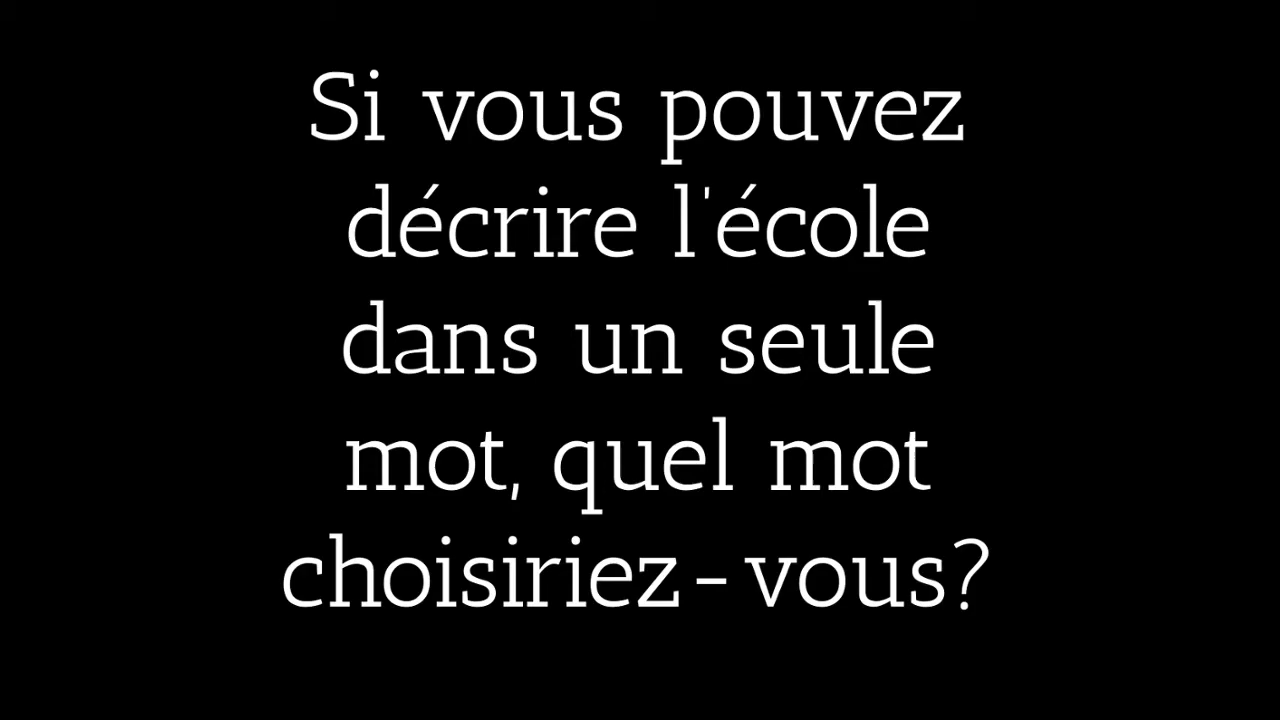 Si vous pouvez
décrire l'école
dans un seule
mot, quel mot
choisiriez-vous?